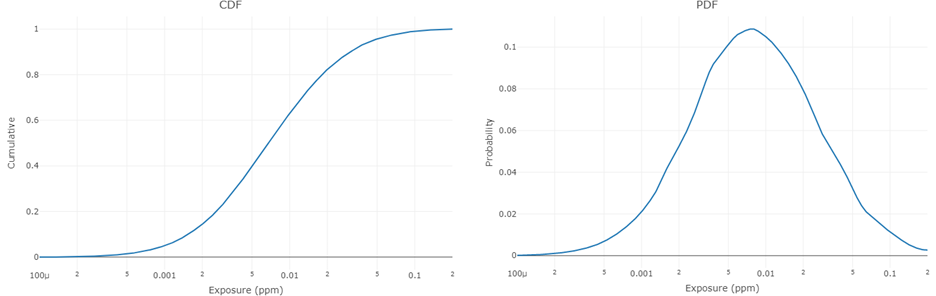 CDF
Cumulative
1
0.8
0.6
0.4
0.2
0
100μ 2 5 0.001 2 5 0.01 2 5 0.1 2
Exposure (ppm)
PDF
Probability
0.1
0.08
0.06
0.04
0.02
0
100μ 2 5 0.001 2 5 0.01 2 5 0.1 2
Exposure (ppm)